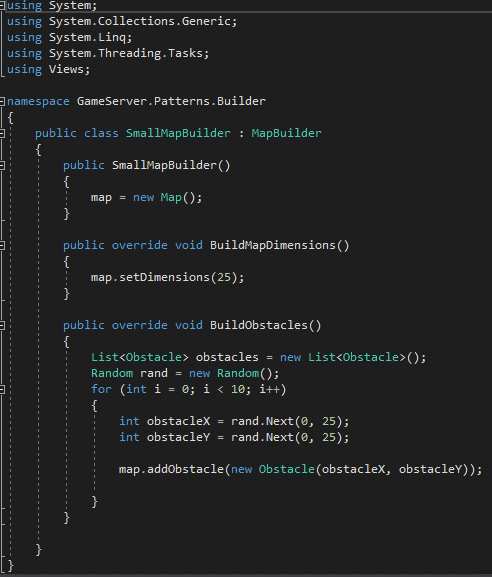 using System;
using System.Collections.Generic;
using System.Linq;
using System.Threading.Tasks;
using Views;
namespace GameServer.Patterns.Builder
{
public class SmallMapBuilder : MapBuilder
{
public SmallMapBuilder()
{
map = new Map();
}
public override void BuildMapDimensions()
{
map.setDimensions(25);
}
public override void BuildObstacles()
{
List<Obstacle> obstacles = new List<Obstacle>();
Random rand = new Random();
for (int i = 0; i < 10; i++)
{
int obstacleX = rand.Next(0, 25);
int obstacleY = rand.Next(0, 25);
map.addObstacle(new Obstacle(obstacleX, obstacleY));
}
}
}
}